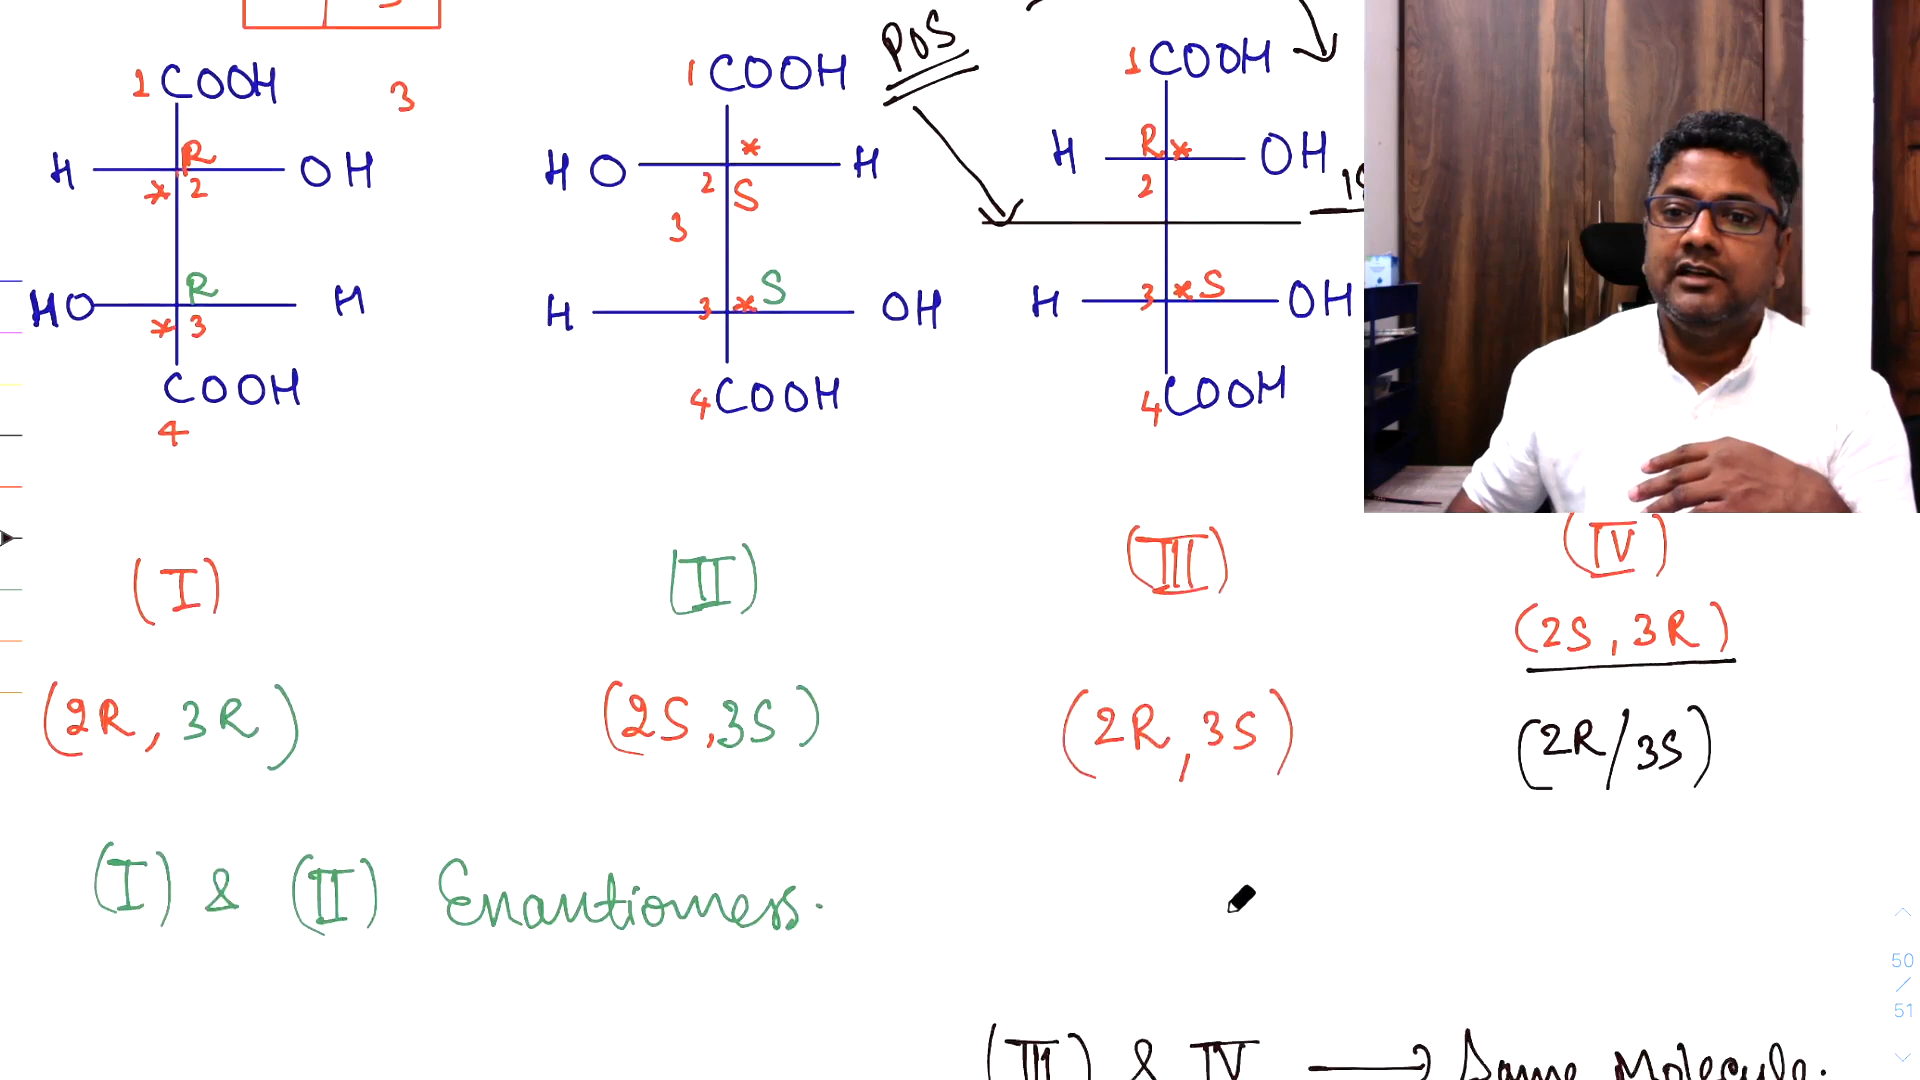 1 COOH
3
H R OH
* 2
R
HO H
* 3
COOH
4
1 COOH
*
HO H
2 S
3
S
H 3 * OH
4 COOH
POS
1 COOH
H R * OH
2
H 3 * S OH
4 COOH
(I) (II) (III) (IV)
(2S, 3R)
(2R, 3R) (2S, 3S) (2R, 3S) (2R/3S)
(I) & (II) Enantiomers.
(III) & IV → Same Molecule.
50
/
51